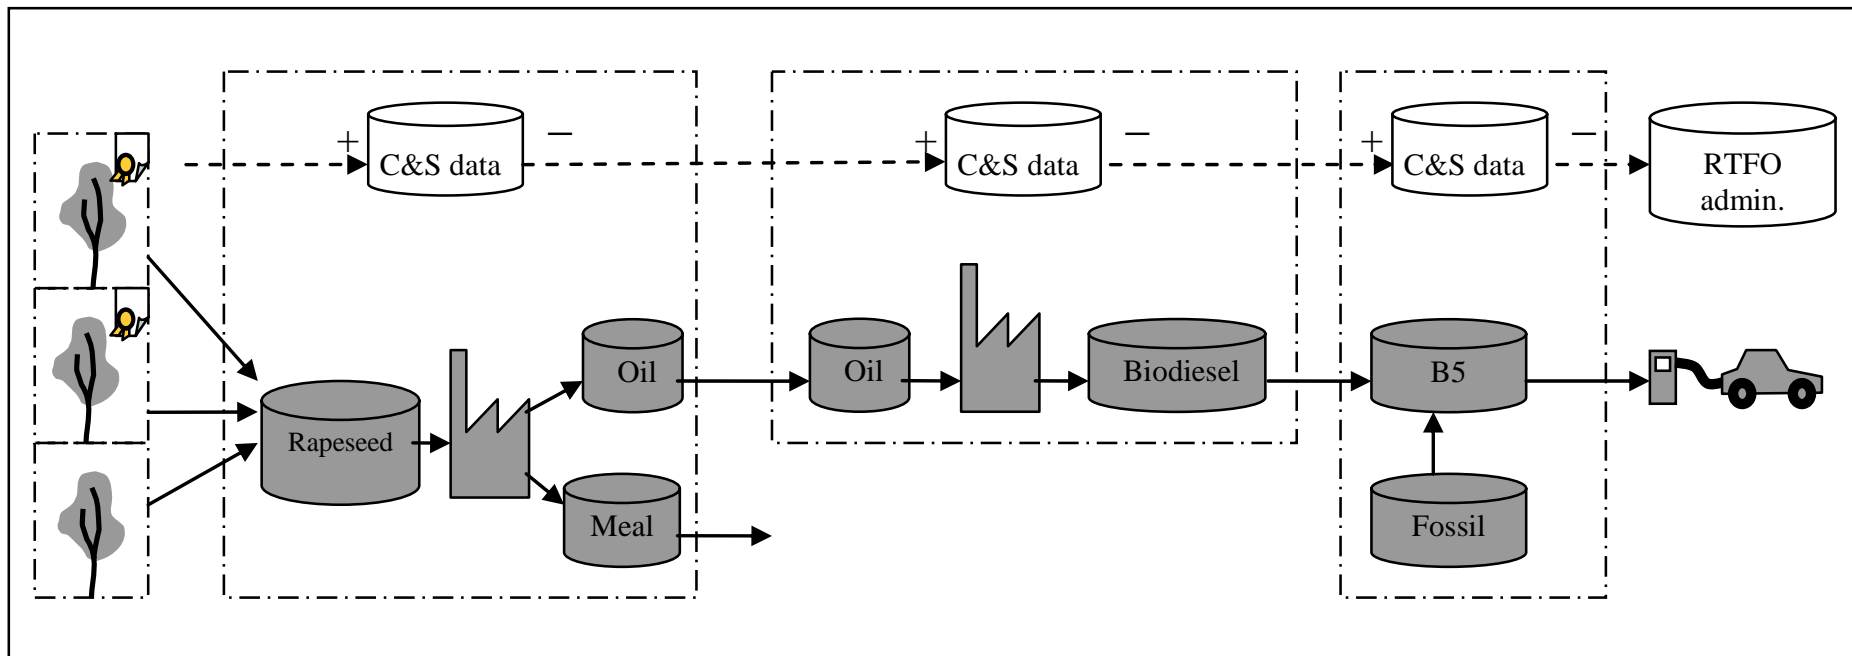 +
C&S data
–
+
C&S data
–
+
C&S data
–
RTFO
admin.
Rapeseed
Oil
Meal
Oil
Biodiesel
B5
Fossil